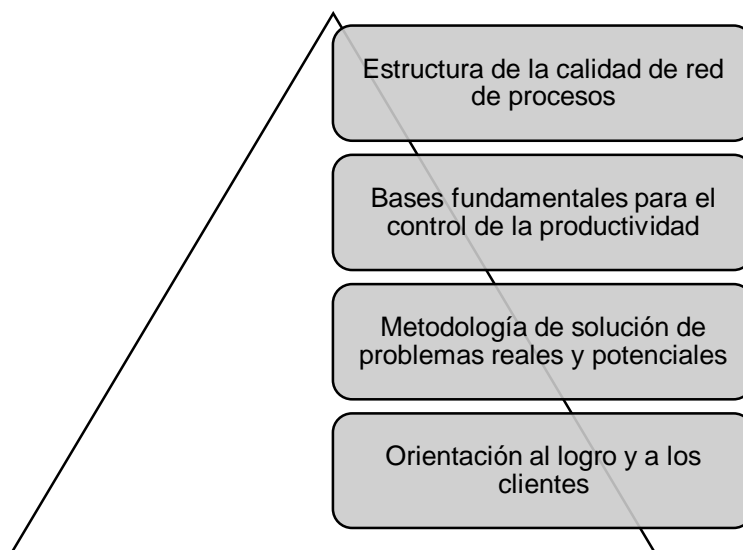 Estructura de la calidad de red
de procesos
Bases fundamentales para el
control de la productividad
Metodología de solución de
problemas reales y potenciales
Orientación al logro y a los
clientes